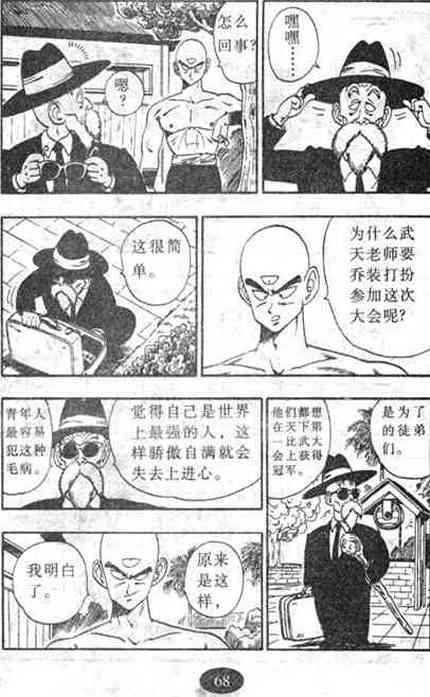 嘿
嘿
……
怎么
回事?
嗯
?
为什么武
天老师要
乔装打扮
参加这次
大会呢?
这很简
单。
是为了
的徒弟
们。
他们都想
在天下第
一比武大
会上获得
冠军。
觉得自己是世界
上最强的人，这
样骄傲自满就会
失去上进心。
青年人
最容易
犯这种
毛病。
原来
是这
样,
我明白
了。
68